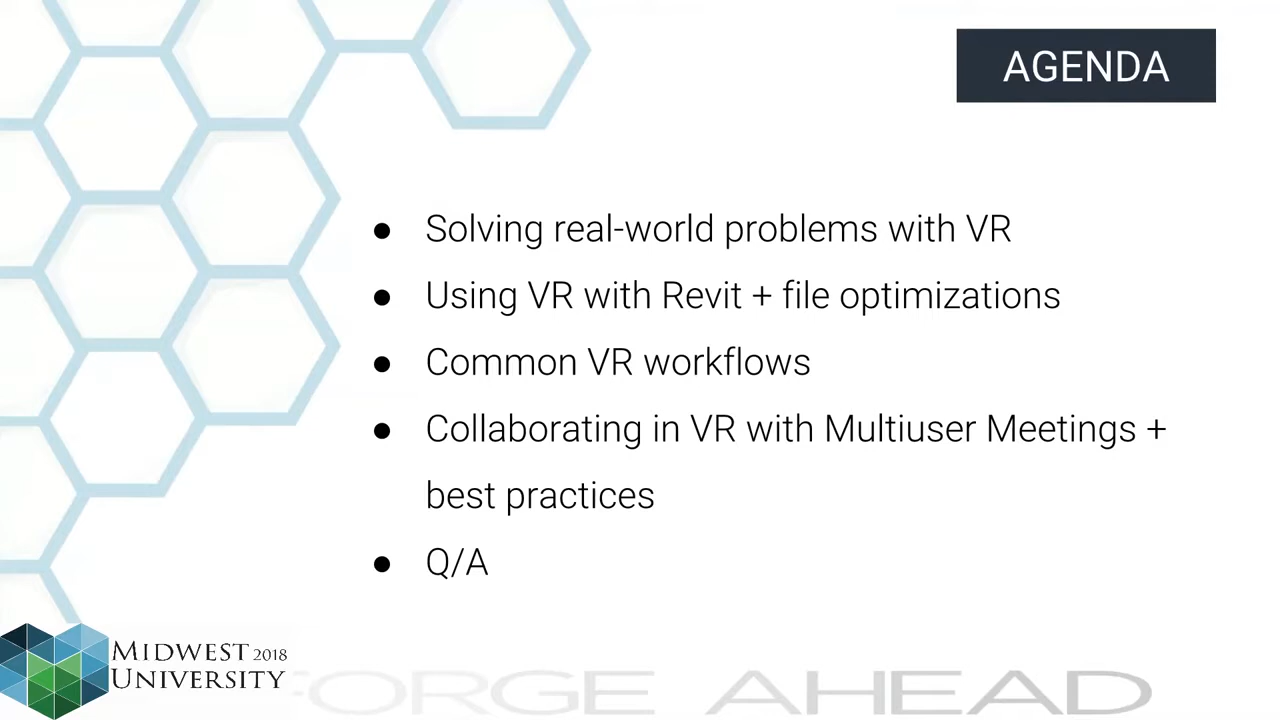 AGENDA
● Solving real-world problems with VR
● Using VR with Revit + file optimizations
● Common VR workflows
● Collaborating in VR with Multiuser Meetings +
best practices
● Q/A
MIDWEST 2018
UNIVERSITY
FORGE AHEAD